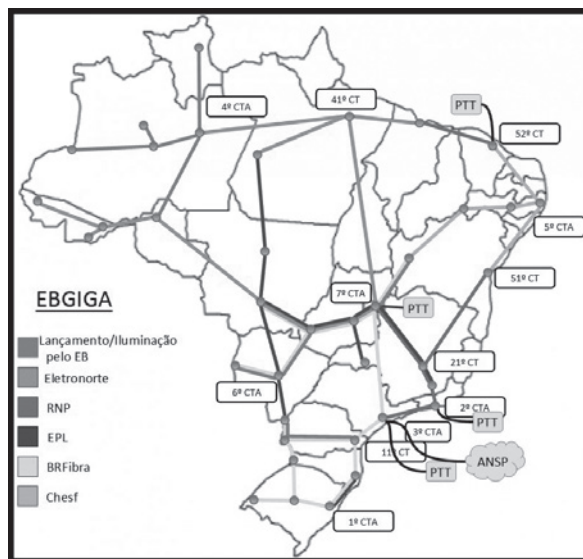 4º CTA
41º CT
PTT
52º CT
5º CTA
51º CT
7º CTA
PTT
21º CT
6º CTA
2º CTA
PTT
3º CTA
11º CT
PTT
ANSP
1º CTA
EBGIGA
Lançamento/Iluminação
pelo EB
Eletronorte
RNP
EPL
BRFibra
Chesf